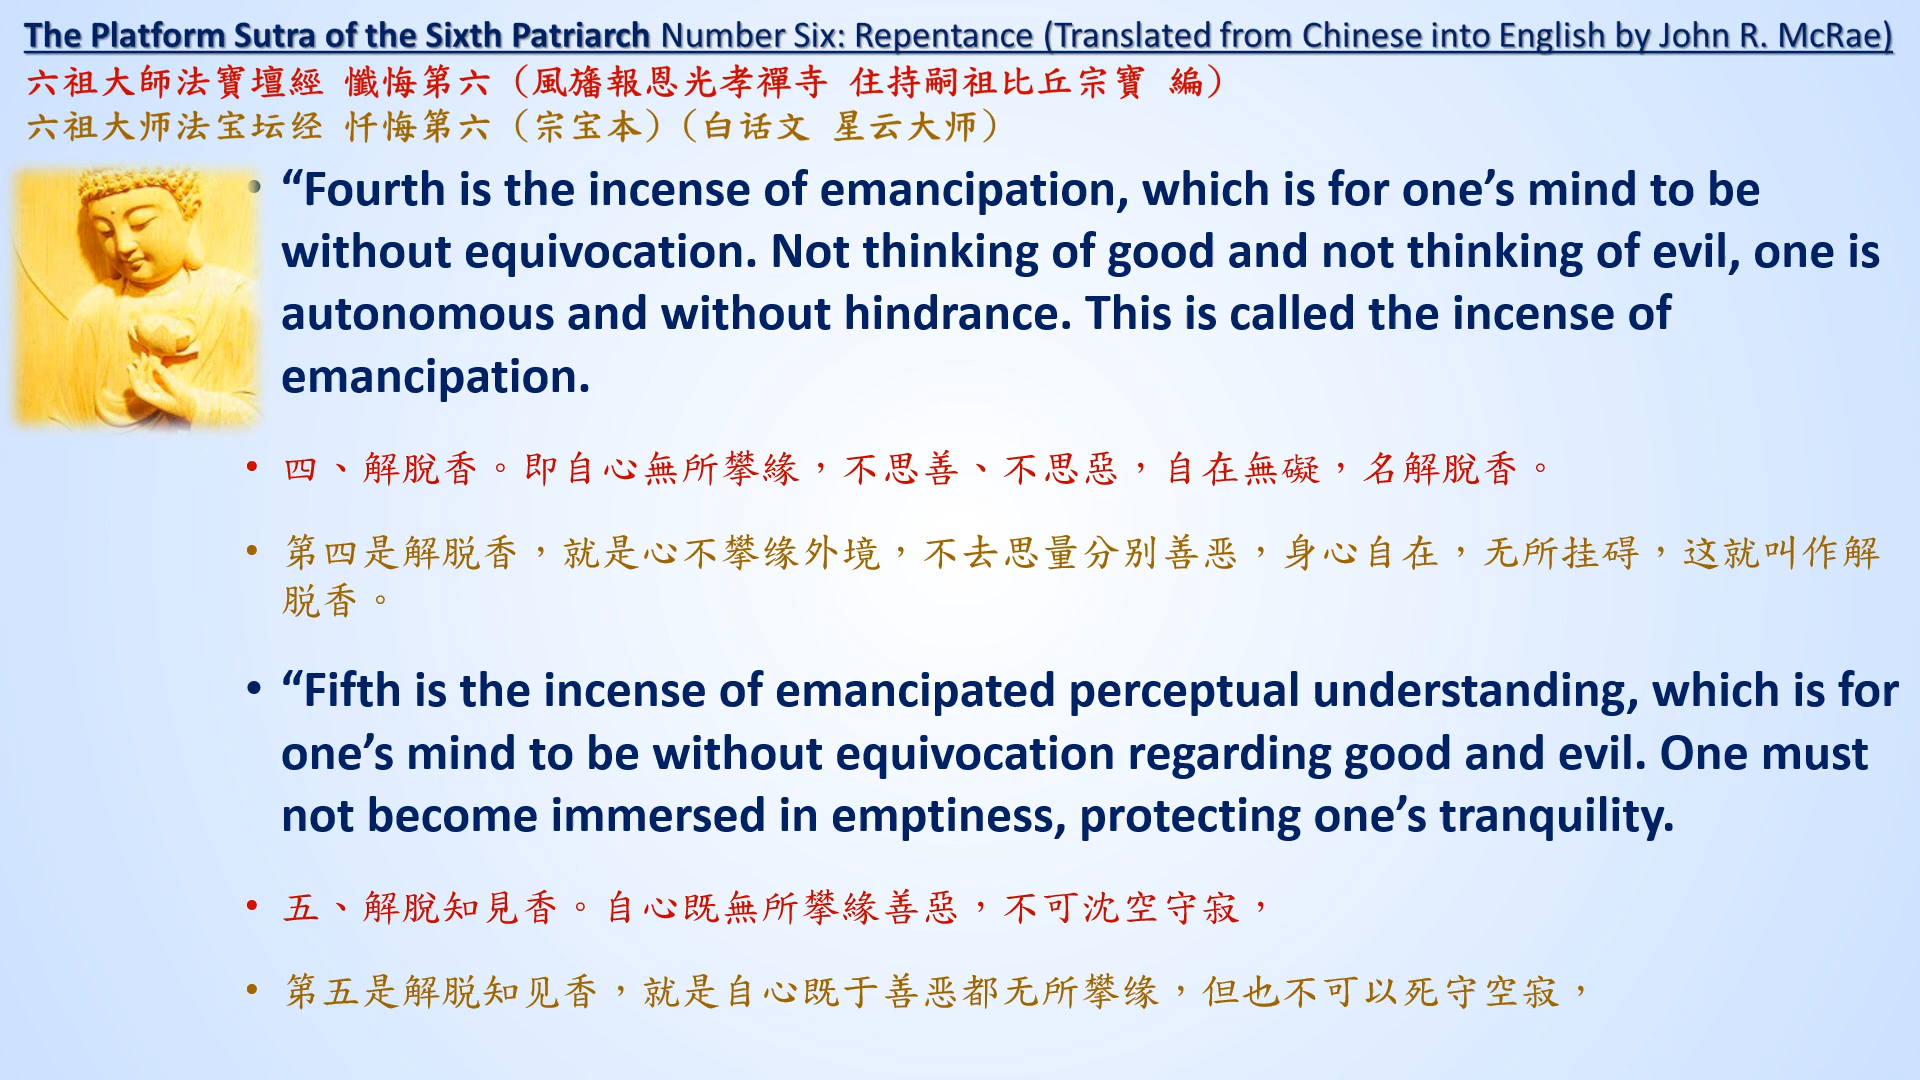 The Platform Sutra of the Sixth Patriarch Number Six: Repentance (Translated from Chinese into English by John R. McRae)
六祖大師法寶壇經 懺悔第六（風旛報恩光孝禪寺 住持嗣祖比丘宗寶 編）
六祖大师法宝坛经 忏悔第六（宗宝本）（白话文 星云大师）
• “Fourth is the incense of emancipation, which is for one’s mind to be
without equivocation. Not thinking of good and not thinking of evil, one is
autonomous and without hindrance. This is called the incense of
emancipation.
• 四、解脫香。即自心無所攀緣，不思善、不思惡，自在無礙，名解脫香。
• 第四是解脱香，就是心不攀缘外境，不去思量分别善恶，身心自在，无所挂碍，这就叫作解
脱香。
• “Fifth is the incense of emancipated perceptual understanding, which is for
one’s mind to be without equivocation regarding good and evil. One must
not become immersed in emptiness, protecting one’s tranquility.
• 五、解脫知見香。自心既無所攀緣善惡，不可沈空守寂，
• 第五是解脱知见香，就是自心既于善恶都无所攀缘，但也不可以死守空寂，